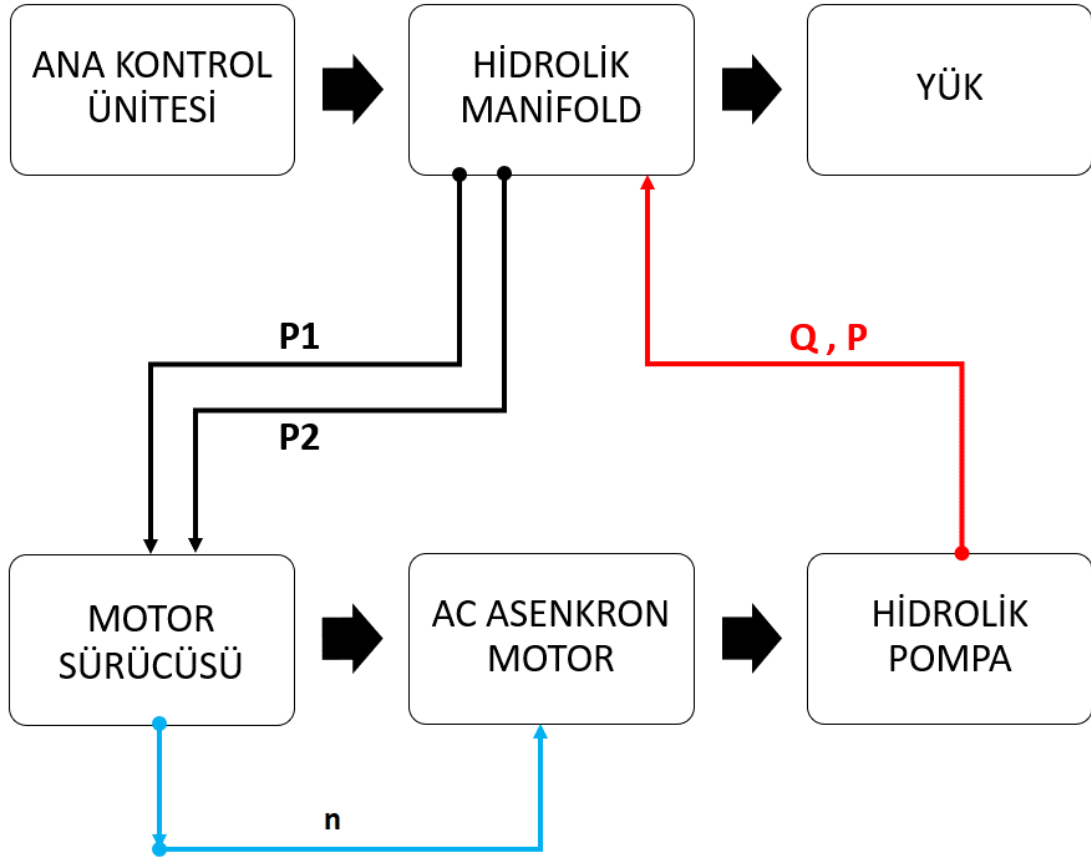 ANA KONTROL
ÜNİTESİ
HİDROLİK
MANİFOLD
YÜK
P1
P2
Q , P
MOTOR
SÜRÜCÜSÜ
AC ASENKRON
MOTOR
HİDROLİK
POMPA
n